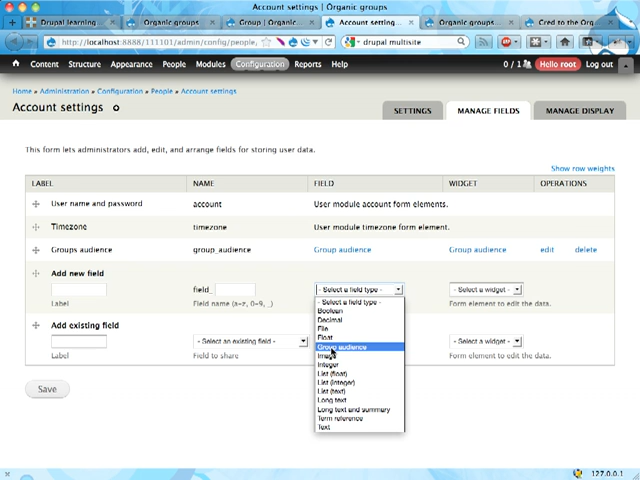 Account settings | Organic groups
Drupal learning ...
Organic groups
Group | Organic...
Account setting...
Organic groups...
Cred to the Org...
http://localhost:8888/111101/admin/config/people,
drupal multisite
Content Structure Appearance People Modules Configuration Reports Help
0 / 1
Hello root
Log out
Home » Administration » Configuration » People » Account settings
Account settings
SETTINGS
MANAGE FIELDS
MANAGE DISPLAY
This form lets administrators add, edit, and arrange fields for storing user data.
Show row weights
LABEL NAME FIELD WIDGET OPERATIONS
User name and password account User module account form elements.
Timezone timezone User module timezone form element.
Groups audience group_audience Group audience Group audience edit delete
Add new field
field_ - Select a field type - - Select a widget -
Label Field name (a-z, 0-9, _) Form element to edit the data.
- Select a field type -
Boolean
Decimal
File
Float
Group audience
Image
Integer
List (float)
List (integer)
List (text)
Long text
Long text and summary
Term reference
Text
Add existing field
- Select an existing field - - Select a widget -
Label Field to share Form element to edit the data.
Save
127.0.0.1